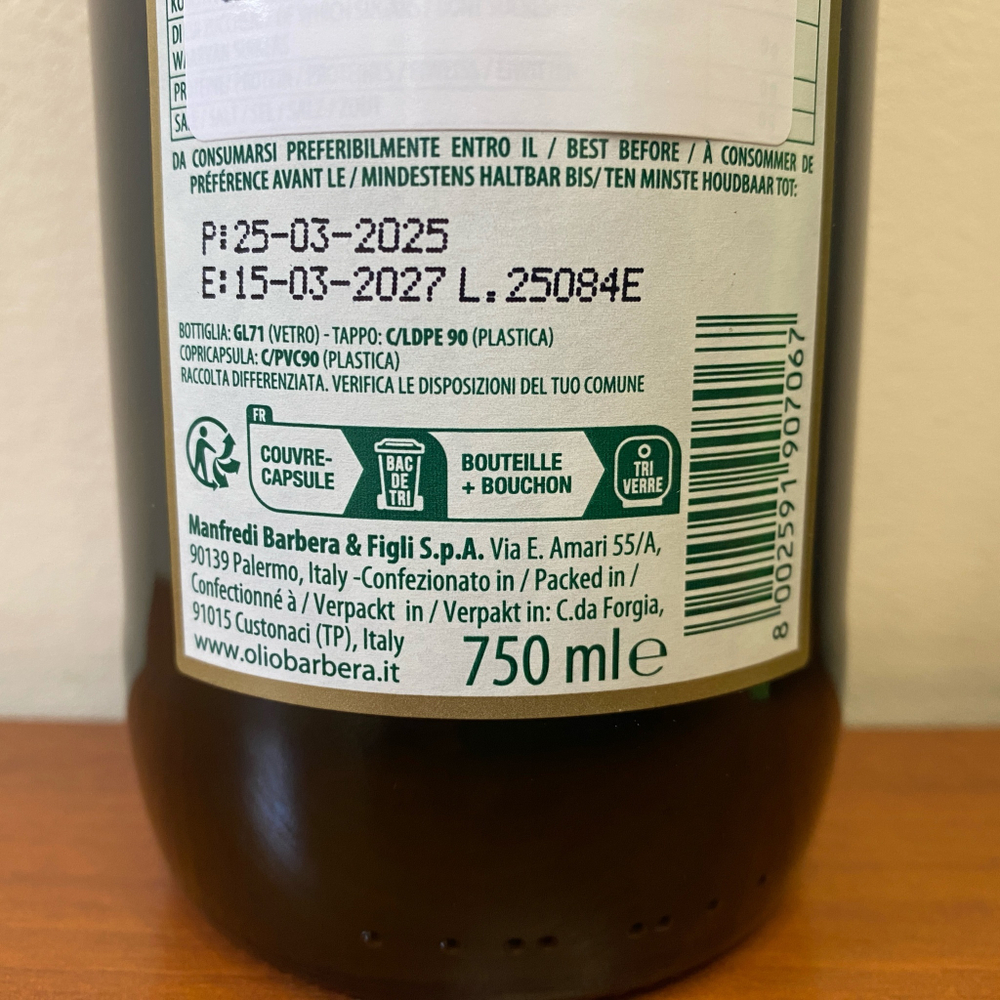 DA CONSUMARSI PREFERIBILMENTE ENTRO IL / BEST BEFORE / À CONSOMMER DE
PRÉFÉRENCE AVANT LE / MINDESTENS HALTBAR BIS/ TEN MINSTE HOUDBAAR TOT:
P:25-03-2025
E:15-03-2027 L.25084E
BOTTIGLIA: GL71 (VETRO) - TAPPO: C/LDPE 90 (PLASTICA)
COPRICAPSULA: C/PVC90 (PLASTICA)
RACCOLTA DIFFERENZIATA. VERIFICA LE DISPOSIZIONI DEL TUO COMUNE
FR
COUVRE-
CAPSULE
BAC
DE
TRI
BOUTEILLE
+ BOUCHON
TRI
VERRE
Manfredi Barbera & Figli S.p.A. Via E. Amari 55/A,
90139 Palermo, Italy -Confezionato in / Packed in /
Confectionné à / Verpackt in / Verpakt in: C.da Forgia,
91015 Custonaci (TP), Italy
www.oliobarbera.it
750 ml e
8 002591 907067